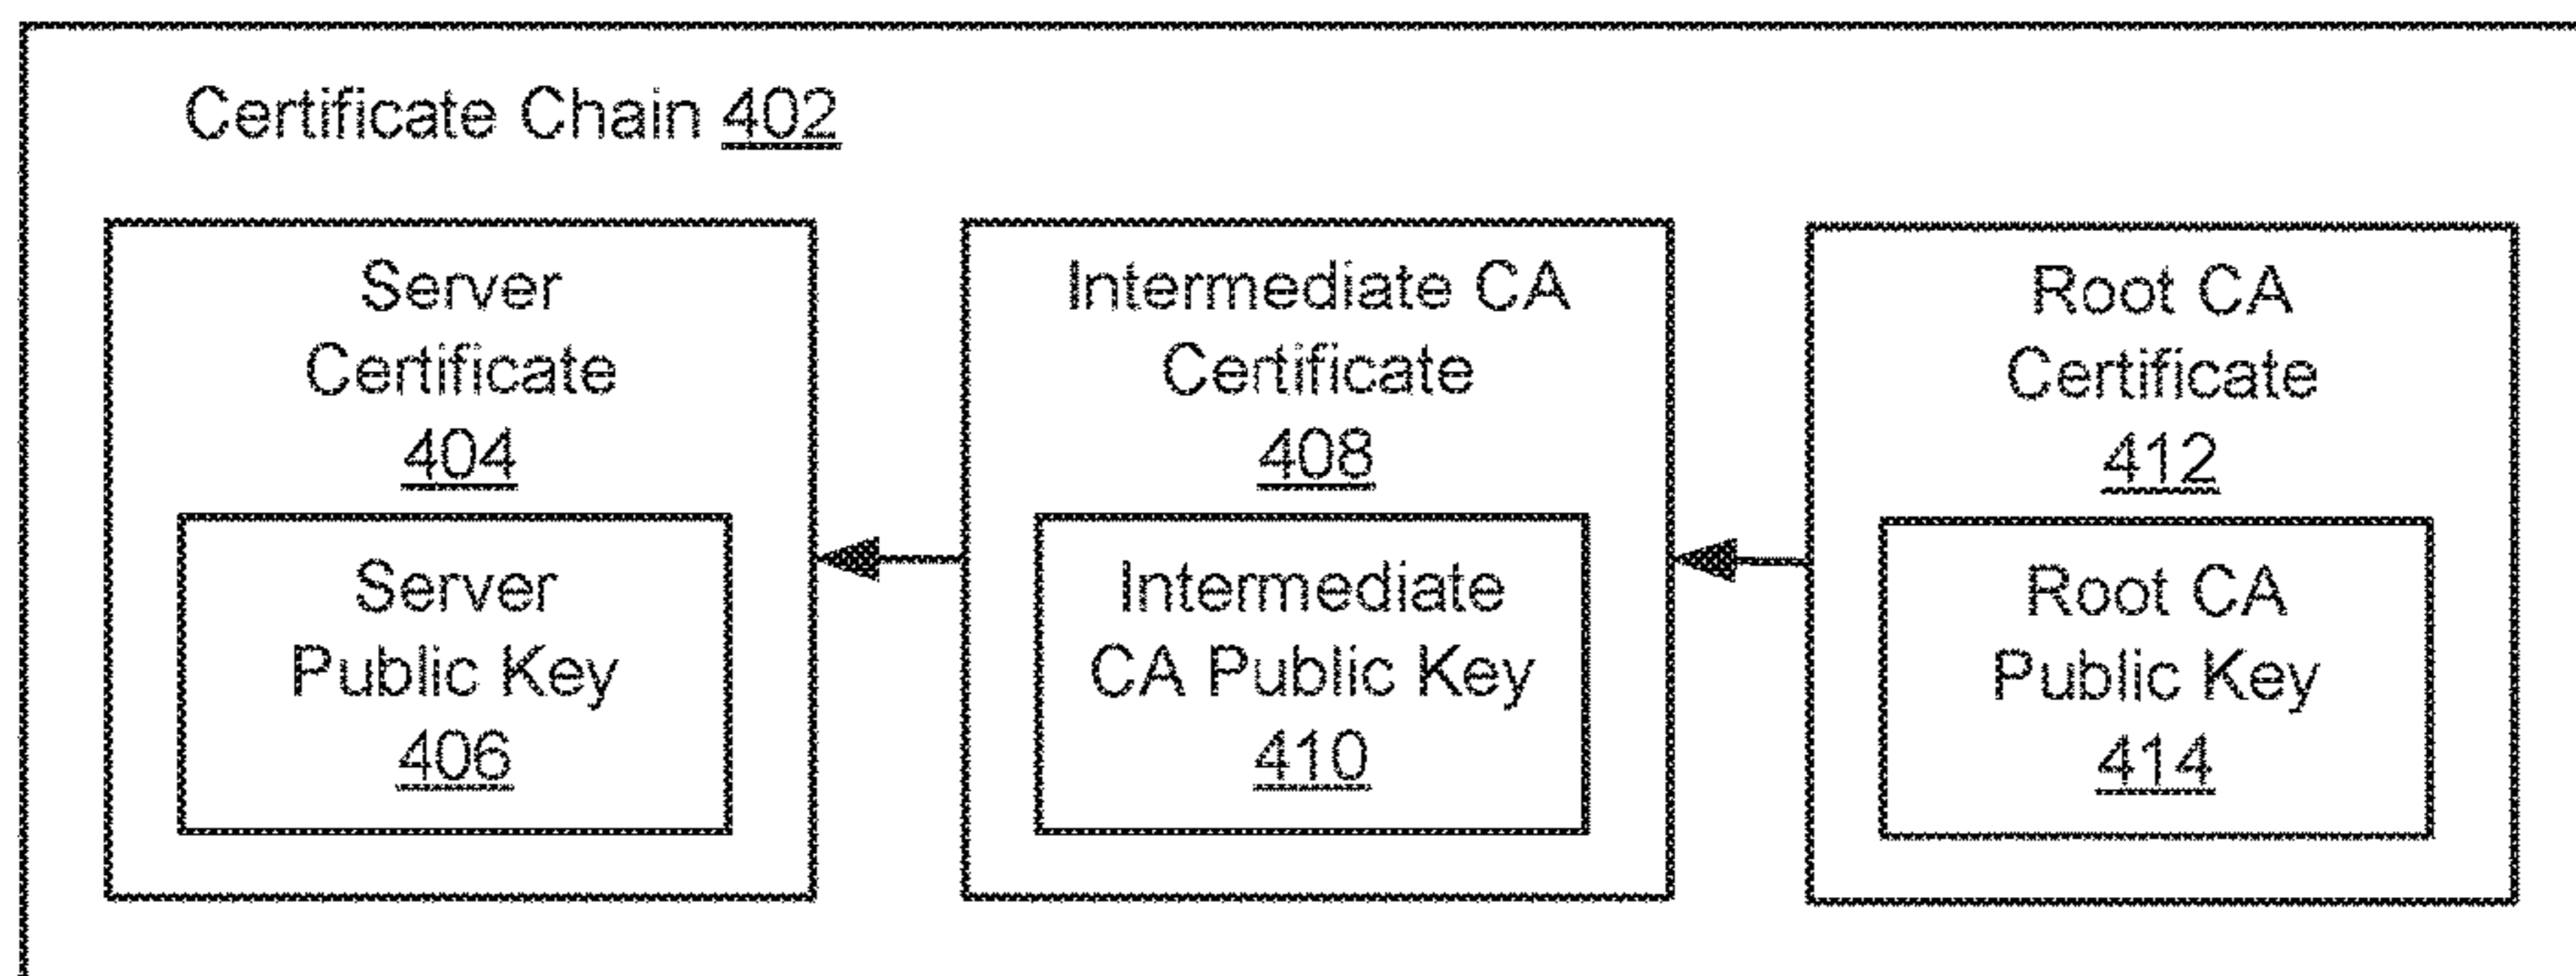 Certificate Chain 402
Server
Certificate
404
Server
Public Key
406
Intermediate CA
Certificate
408
Intermediate
CA Public Key
410
Root CA
Certificate
412
Root CA
Public Key
414